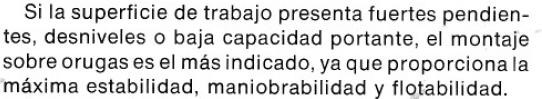 Si la superficie de trabajo presenta fuertes pendien-
tes, desniveles o baja capacidad portante, el montaje
sobre orugas es el más indicado, ya que proporciona la
máxima estabilidad, maniobrabilidad y flotabilidad.